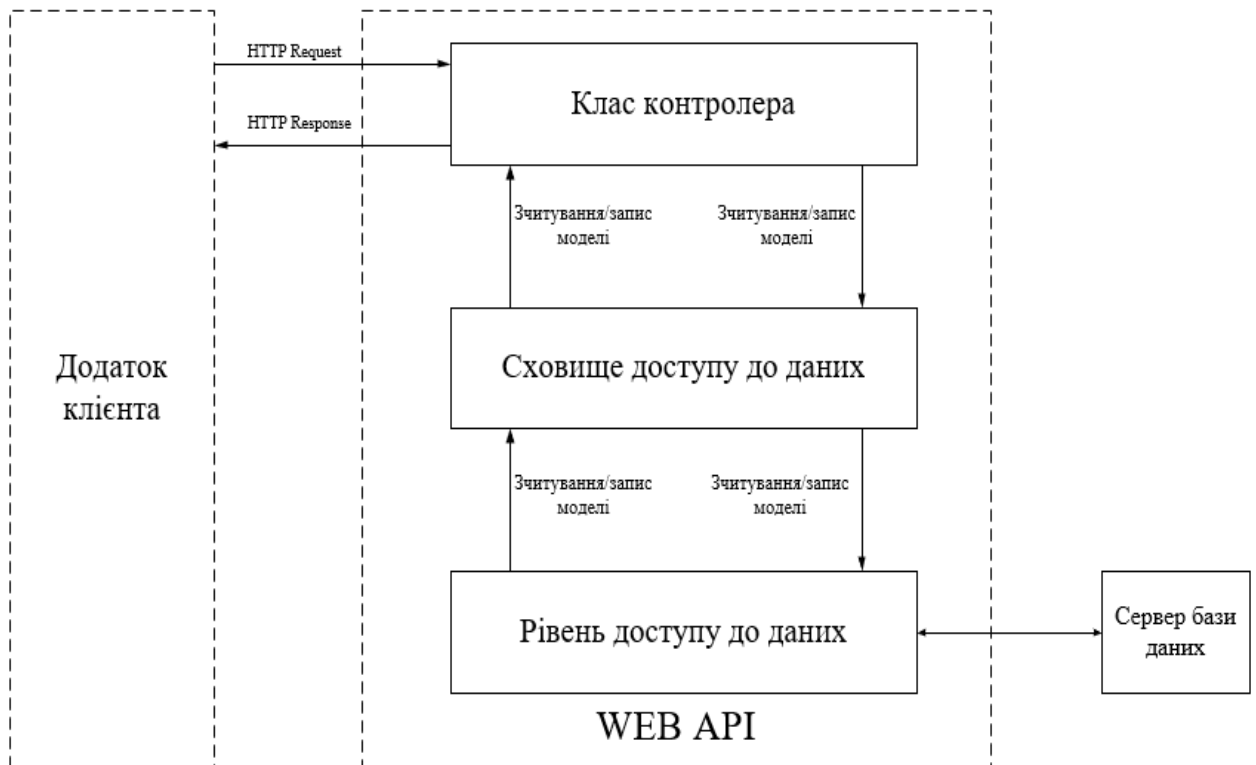 HTTP Request
Клас контролера
HTTP Response
Зчитування/запис
моделі
Зчитування/запис
моделі
Додаток
клієнта
Сховище доступу до даних
Зчитування/запис
моделі
Зчитування/запис
моделі
Рівень доступу до даних
Сервер бази
даних
WEB API